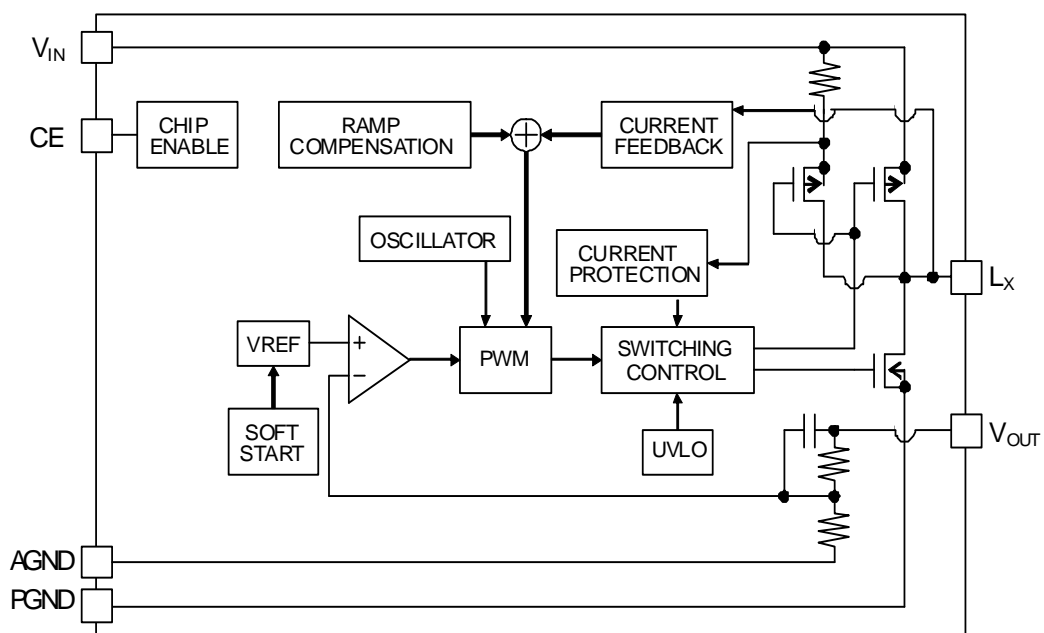 VIN
CE
CHIP
ENABLE
RAMP
COMPENSATION
CURRENT
FEEDBACK
OSCILLATOR
CURRENT
PROTECTION
LX
VREF
+
−
PWM
SWITCHING
CONTROL
SOFT
START
UVLO
VOUT
AGND
PGND